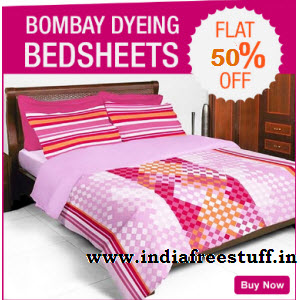 BOMBAY DYEING
BEDSHEETS
FLAT
50%
OFF
www.indiafreestuff.in
Buy Now